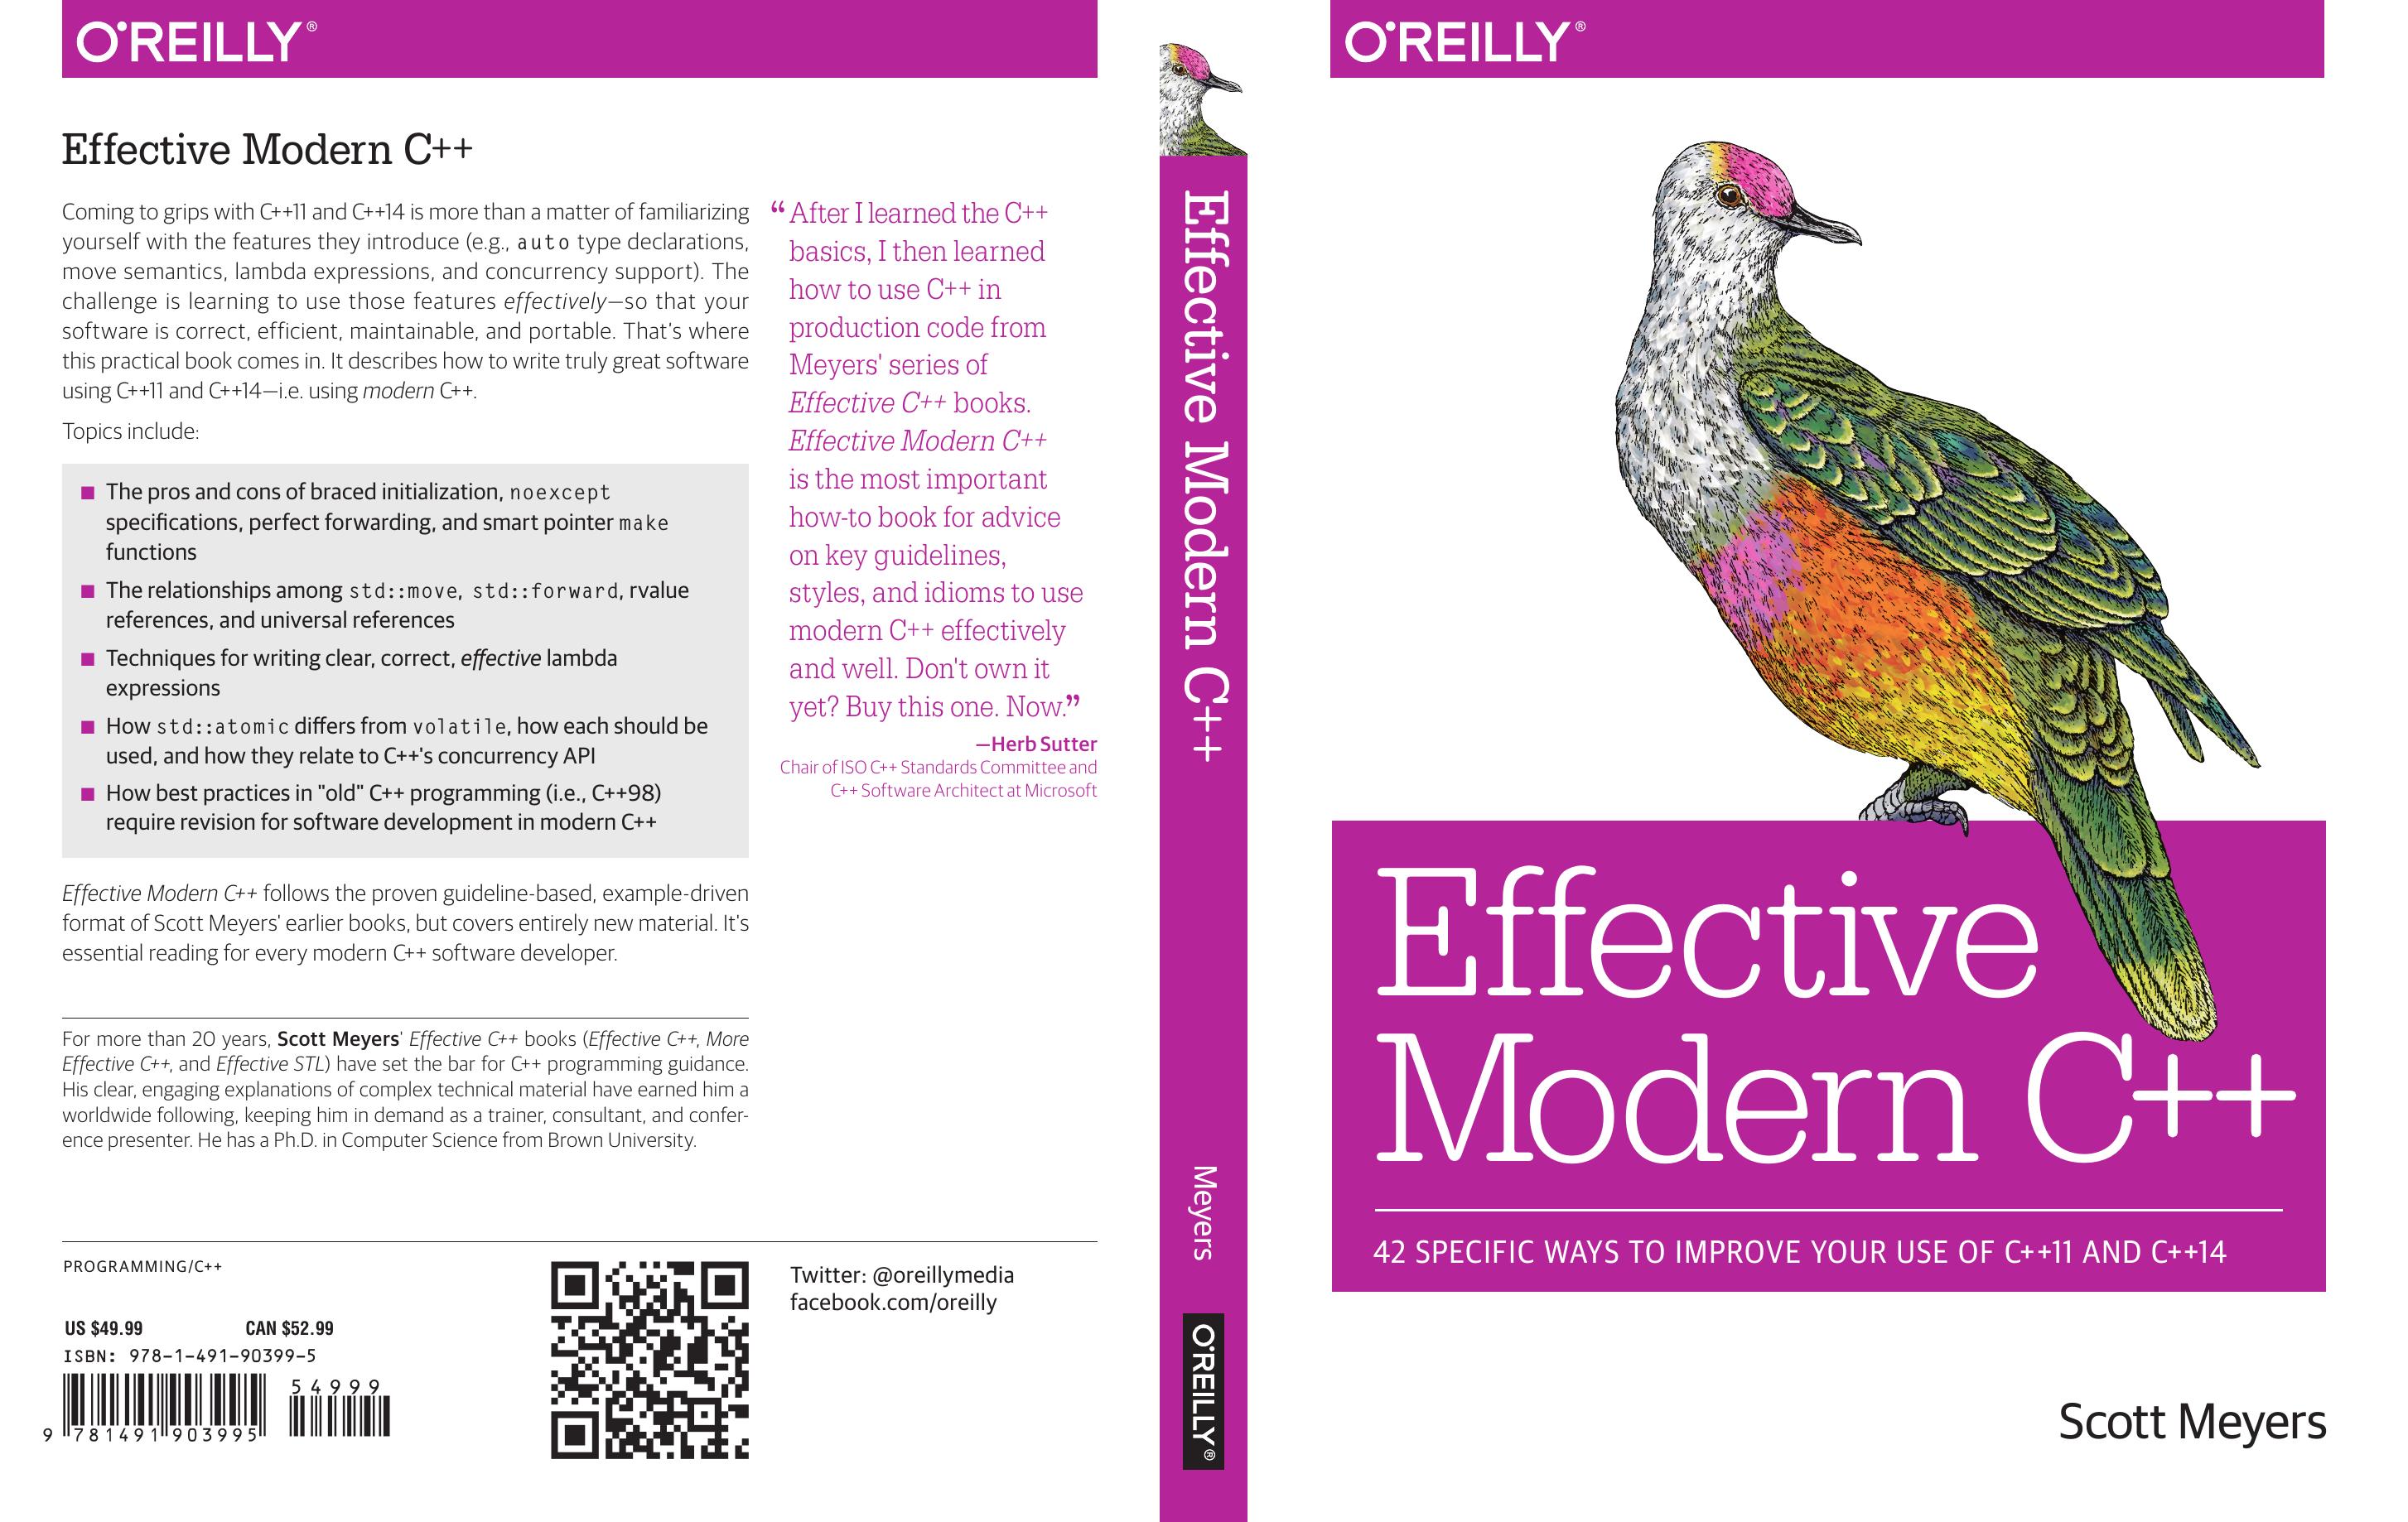 O'REILLY®
Effective Modern C++
Coming to grips with C++11 and C++14 is more than a matter of familiarizing
yourself with the features they introduce (e.g., auto type declarations,
move semantics, lambda expressions, and concurrency support). The
challenge is learning to use those features effectively—so that your
software is correct, efficient, maintainable, and portable. That's where
this practical book comes in. It describes how to write truly great software
using C++11 and C++14—i.e. using modern C++.
Topics include:
■ The pros and cons of braced initialization, noexcept
specifications, perfect forwarding, and smart pointer make
functions
■ The relationships among std::move, std::forward, rvalue
references, and universal references
■ Techniques for writing clear, correct, effective lambda
expressions
■ How std::atomic differs from volatile, how each should be
used, and how they relate to C++'s concurrency API
■ How best practices in "old" C++ programming (i.e., C++98)
require revision for software development in modern C++
Effective Modern C++ follows the proven guideline-based, example-driven
format of Scott Meyers' earlier books, but covers entirely new material. It's
essential reading for every modern C++ software developer.
For more than 20 years, Scott Meyers' Effective C++ books (Effective C++, More
Effective C++, and Effective STL) have set the bar for C++ programming guidance.
His clear, engaging explanations of complex technical material have earned him a
worldwide following, keeping him in demand as a trainer, consultant, and confer-
ence presenter. He has a Ph.D. in Computer Science from Brown University.
“After I learned the C++
basics, I then learned
how to use C++ in
production code from
Meyers' series of
Effective C++ books.
Effective Modern C++
is the most important
how-to book for advice
on key guidelines,
styles, and idioms to use
modern C++ effectively
and well. Don't own it
yet? Buy this one. Now.”
—Herb Sutter
Chair of ISO C++ Standards Committee and
C++ Software Architect at Microsoft
PROGRAMMING/C++
US $49.99 CAN $52.99
ISBN: 978-1-491-90399-5
54999
9 781491 903995
Twitter: @oreillymedia
facebook.com/oreilly
Effective Modern C++
Meyers
O'REILLY®
O'REILLY®
Effective
Modern C++
42 SPECIFIC WAYS TO IMPROVE YOUR USE OF C++11 AND C++14
Scott Meyers